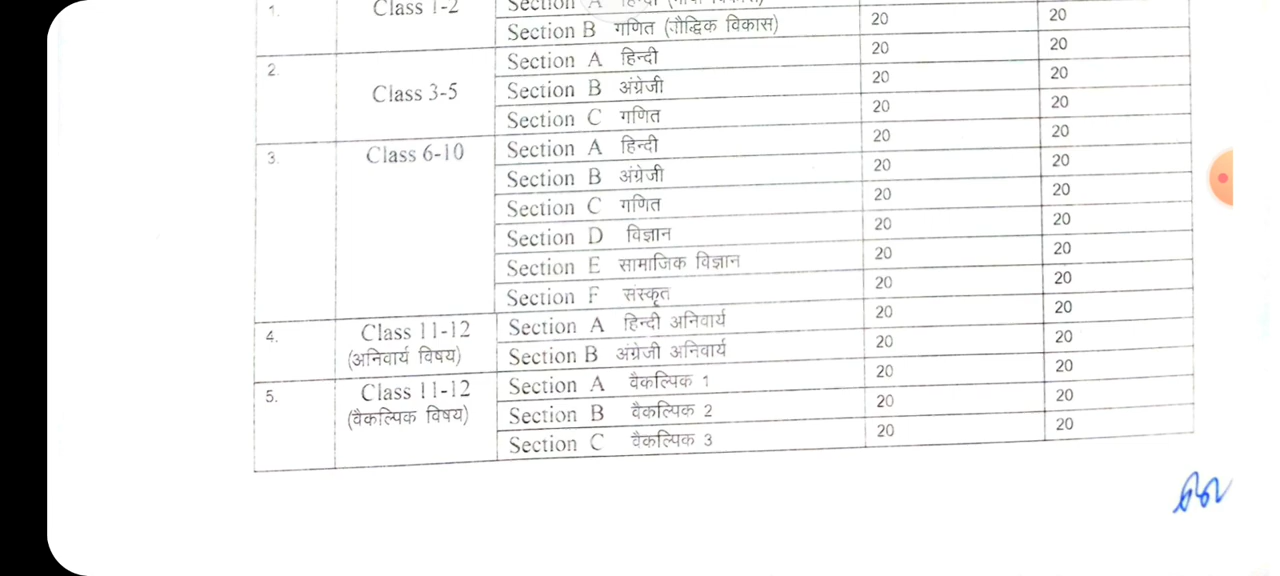 1. Class 1-2 Section A हिन्दी
Section B गणित (बौद्धिक विकास) 20 20
2. Class 3-5 Section A हिन्दी 20 20
Section B अंग्रेजी 20 20
Section C गणित 20 20
3. Class 6-10 Section A हिन्दी 20 20
Section B अंग्रेजी 20 20
Section C गणित 20 20
Section D विज्ञान 20 20
Section E सामाजिक विज्ञान 20 20
Section F संस्कृत 20 20
4. Class 11-12 Section A हिन्दी अनिवार्य 20 20
(अनिवार्य विषय) Section B अंग्रेजी अनिवार्य 20 20
5. Class 11-12 Section A वैकल्पिक 1 20 20
(वैकल्पिक विषय) Section B वैकल्पिक 2 20 20
Section C वैकल्पिक 3 20 20